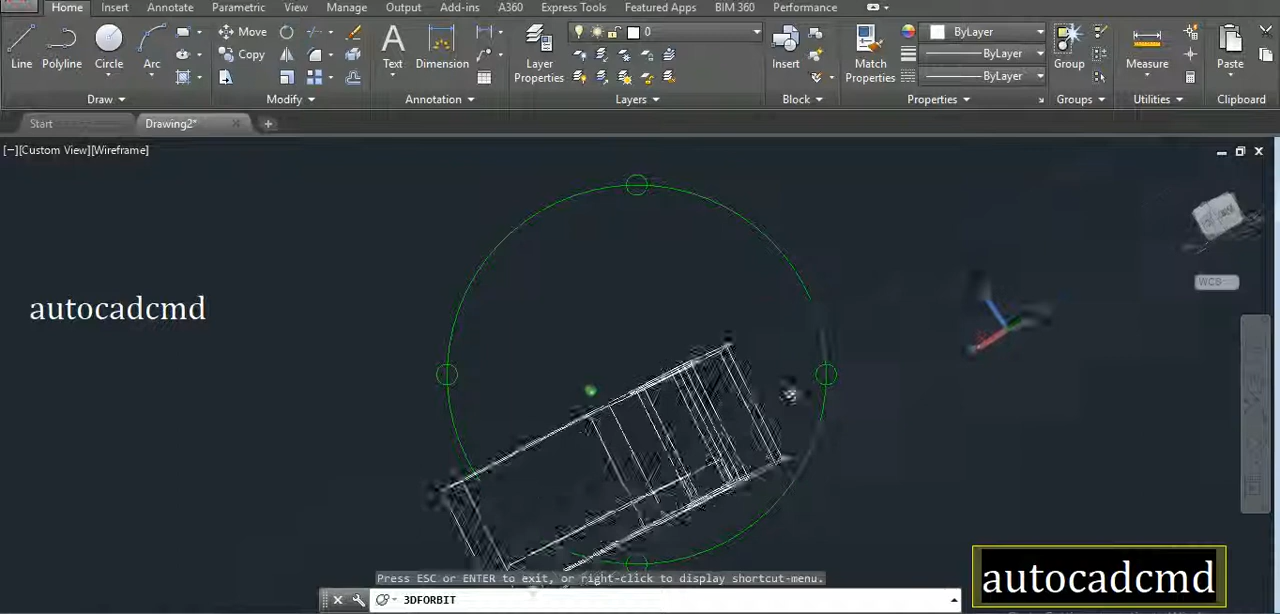 Home Insert Annotate Parametric View Manage Output Add-ins A360 Express Tools Featured Apps BIM 360 Performance
Move
Copy
Line Polyline Circle Arc
Text Dimension
Layer Properties
0
Insert
Match Properties
ByLayer
ByLayer
ByLayer
Group
Measure
Paste
Draw Modify Annotation Layers Block Properties Groups Utilities Clipboard
Start Drawing2*
[−][Custom View][Wireframe]
WCS
autocadcmd
Press ESC or ENTER to exit, or right-click to display shortcut-menu.
3DFORBIT
autocadcmd